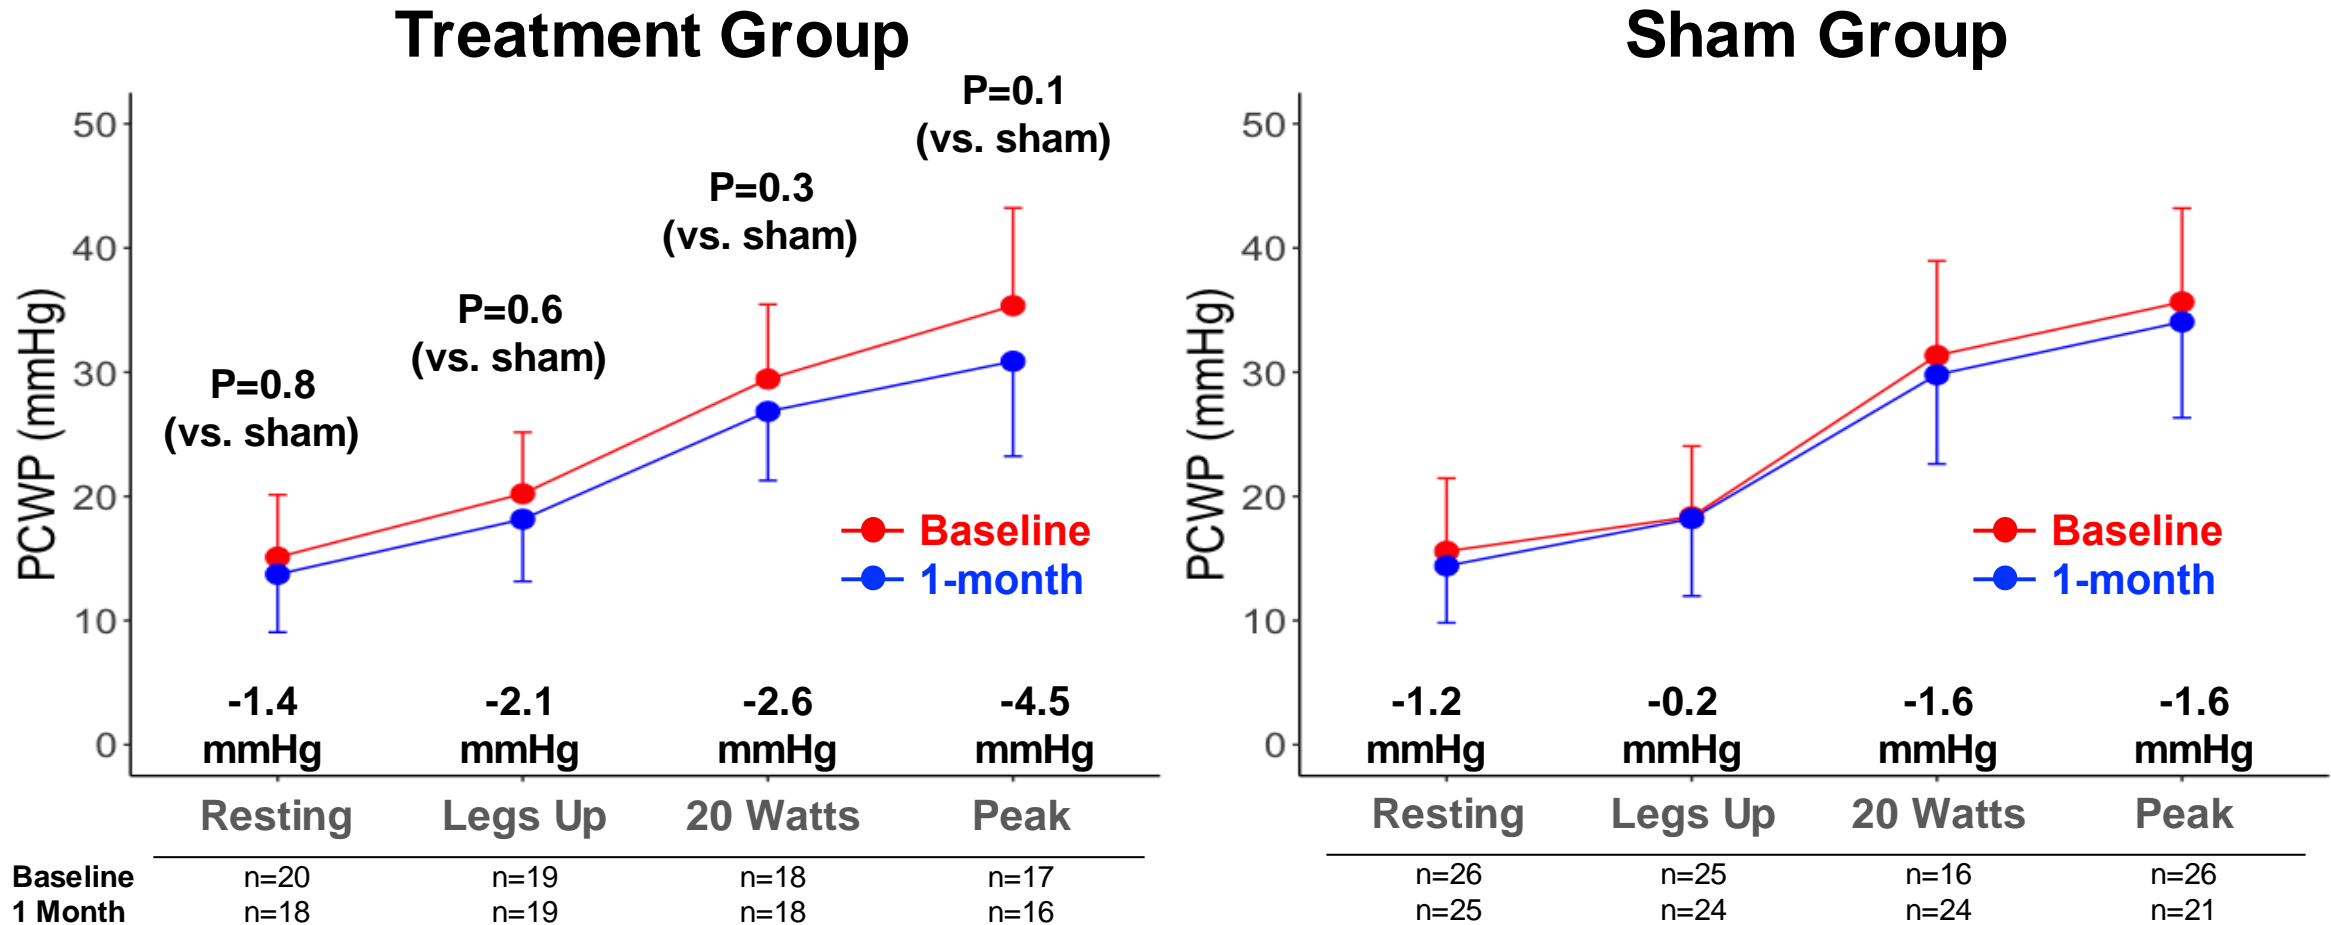 Treatment Group
P=0.1
(vs. sham)
P=0.3
(vs. sham)
P=0.6
(vs. sham)
P=0.8
(vs. sham)
PCWP (mmHg)
50
40
30
20
10
0
Baseline
1-month
-1.4 -2.1 -2.6 -4.5
mmHg mmHg mmHg mmHg
Resting Legs Up 20 Watts Peak
Baseline n=20 n=19 n=18 n=17
1 Month n=18 n=19 n=18 n=16
Sham Group
PCWP (mmHg)
50
40
30
20
10
0
Baseline
1-month
-1.2 -0.2 -1.6 -1.6
mmHg mmHg mmHg mmHg
Resting Legs Up 20 Watts Peak
n=26 n=25 n=16 n=26
n=25 n=24 n=24 n=21